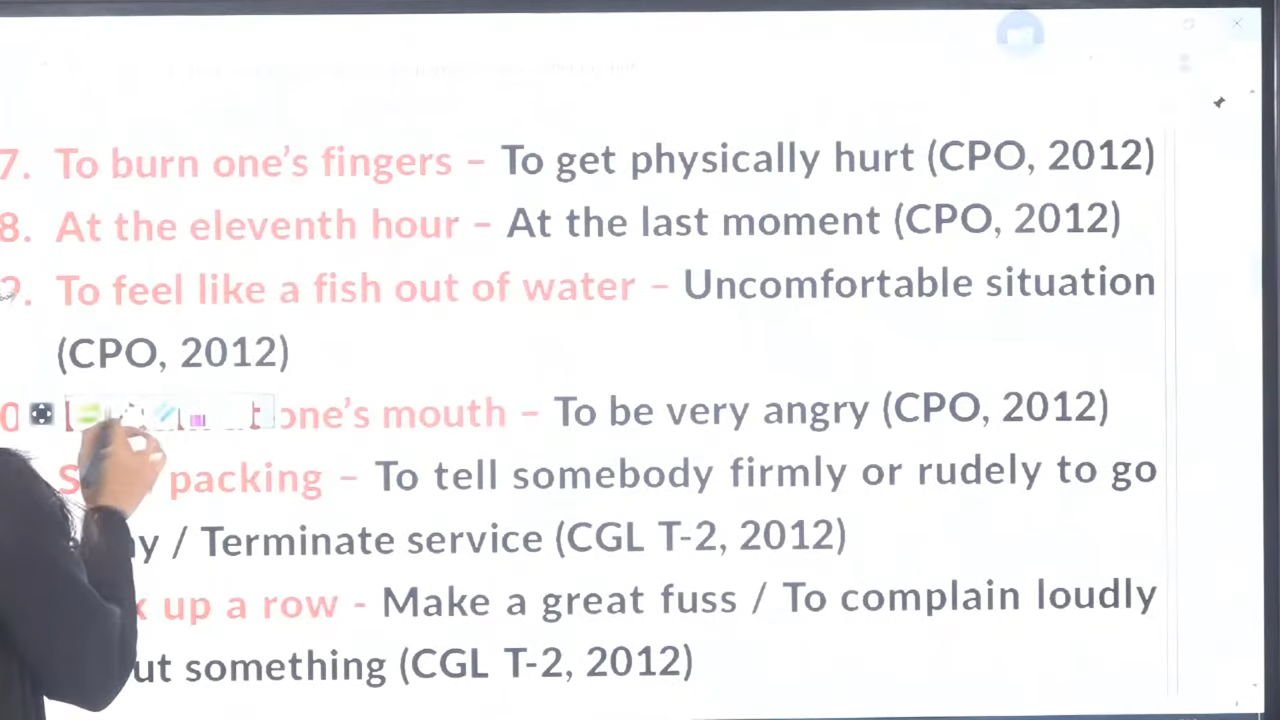 7. To burn one's fingers – To get physically hurt (CPO, 2012)
8. At the eleventh hour – At the last moment (CPO, 2012)
9. To feel like a fish out of water – Uncomfortable situation
(CPO, 2012)
one's mouth – To be very angry (CPO, 2012)
packing – To tell somebody firmly or rudely to go
/ Terminate service (CGL T-2, 2012)
up a row - Make a great fuss / To complain loudly
something (CGL T-2, 2012)